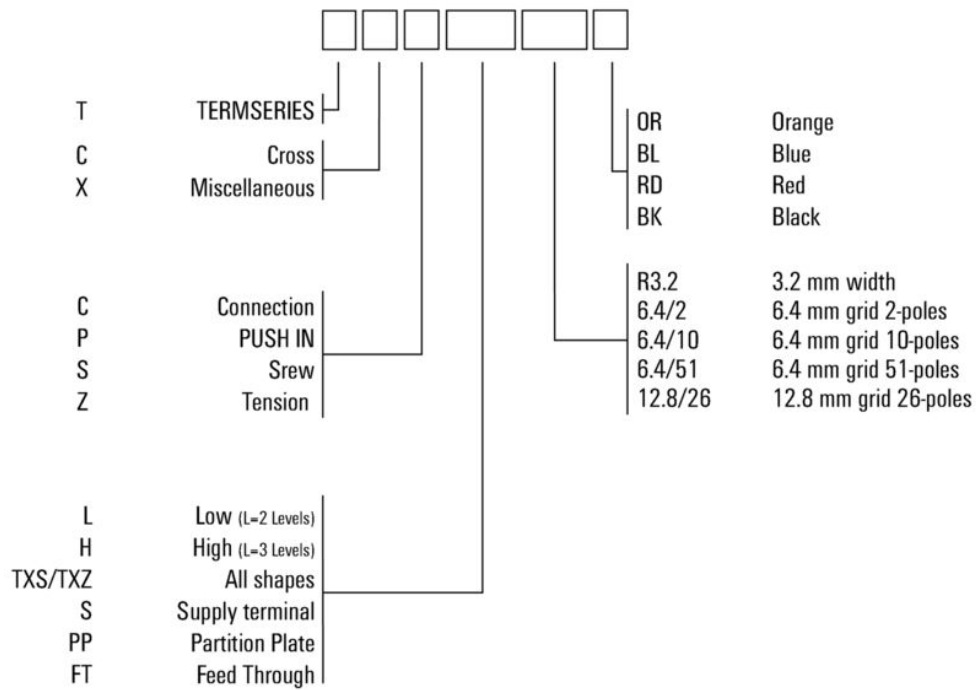 T TERMSERIES
C Cross
X Miscellaneous
OR Orange
BL Blue
RD Red
BK Black
C Connection
P PUSH IN
S Srew
Z Tension
R3.2 3.2 mm width
6.4/2 6.4 mm grid 2-poles
6.4/10 6.4 mm grid 10-poles
6.4/51 6.4 mm grid 51-poles
12.8/26 12.8 mm grid 26-poles
L Low (L=2 Levels)
H High (L=3 Levels)
TXS/TXZ All shapes
S Supply terminal
PP Partition Plate
FT Feed Through